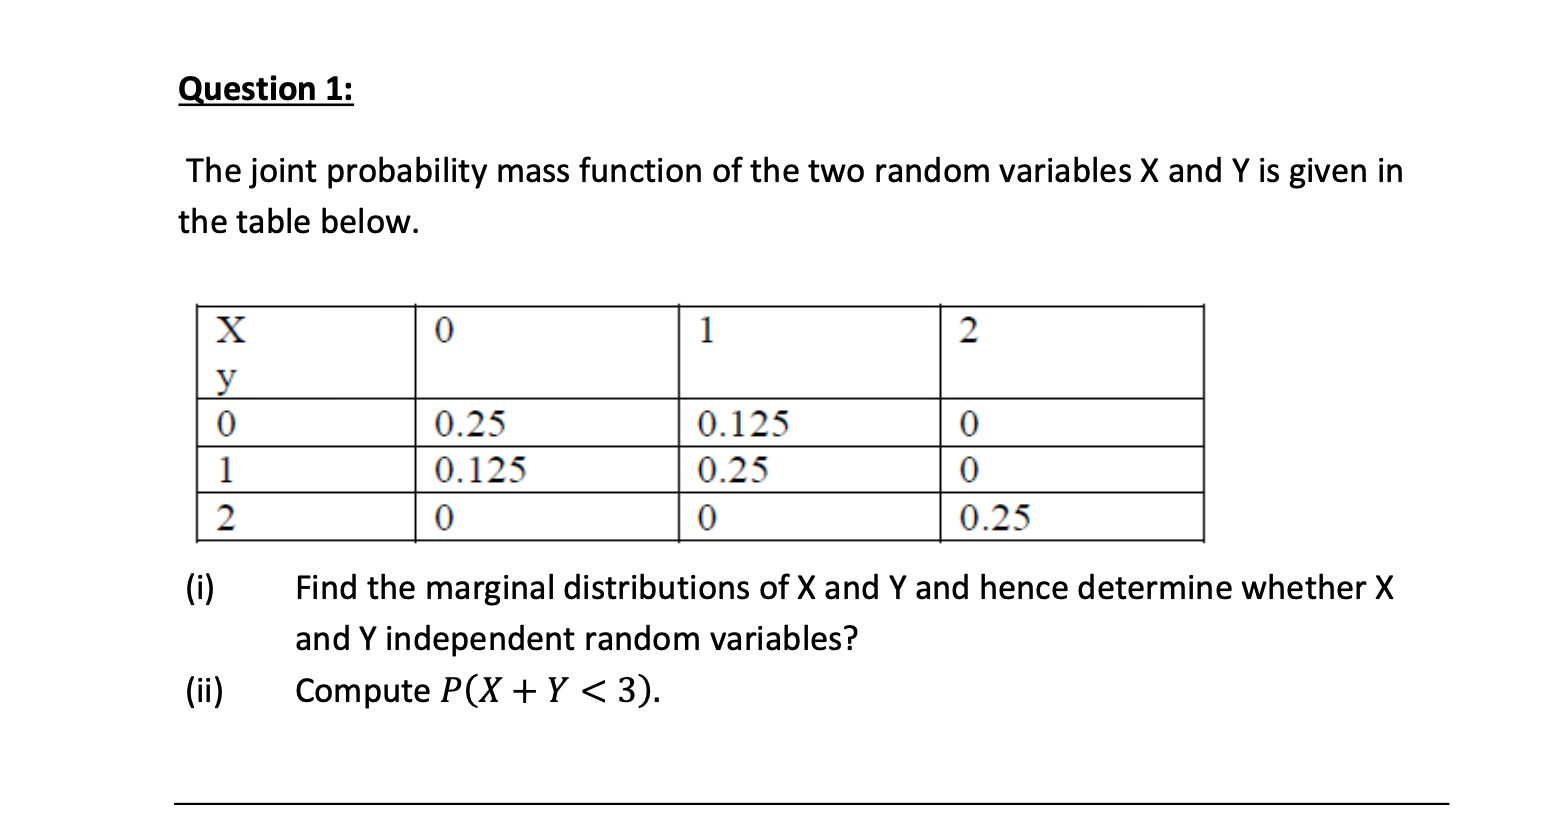 Question 1:
The joint probability mass function of the two random variables X and Y is given in
the table below.
X 0 1 2
y
0 0.25 0.125 0
1 0.125 0.25 0
2 0 0 0.25
(i) Find the marginal distributions of X and Y and hence determine whether X
and Y independent random variables?
(ii) Compute P(X + Y < 3).